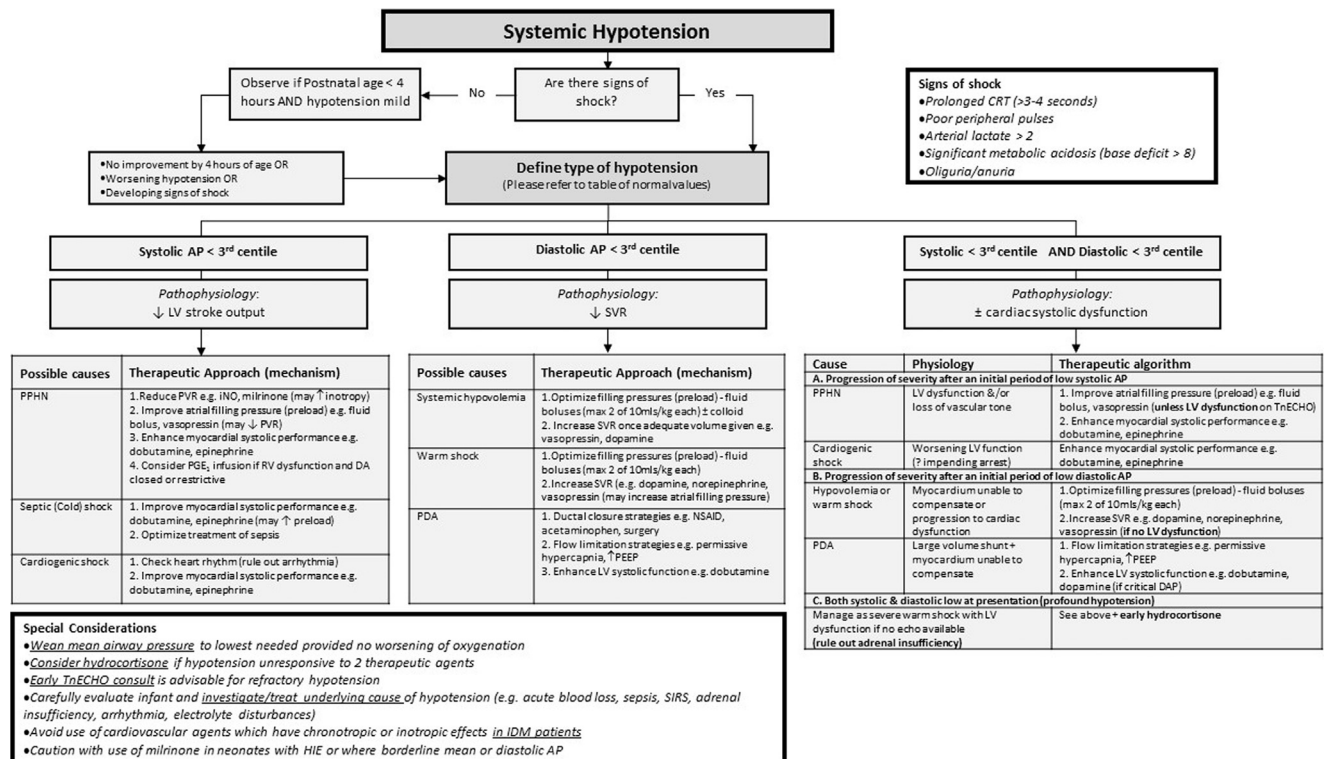 Systemic Hypotension
Observe if Postnatal age < 4
hours AND hypotension mild
No
Are there signs of
shock?
Yes
Signs of shock
•Prolonged CRT (>3-4 seconds)
•Poor peripheral pulses
•Arterial lactate > 2
•Significant metabolic acidosis (base deficit > 8)
•Oliguria/anuria
•No improvement by 4 hours of age OR
•Worsening hypotension OR
•Developing signs of shock
Define type of hypotension
(Please refer to table of normal values)
Systolic AP < 3rd centile
Pathophysiology:
↓ LV stroke output
Possible causes
Therapeutic Approach (mechanism)
PPHN
1.Reduce PVR e.g. iNO, milrinone (may ↑inotropy)
2. Improve atrial filling pressure (preload) e.g. fluid
bolus, vasopressin (may ↓ PVR)
3. Enhance myocardial systolic performance e.g.
dobutamine, epinephrine
4. Consider PGE1 infusion if RV dysfunction and DA
closed or restrictive
Septic (Cold) shock
1. Improve myocardial systolic performance e.g.
dobutamine, epinephrine (may ↑ preload)
2. Optimize treatment of sepsis
Cardiogenic shock
1. Check heart rhythm (rule out arrhythmia)
2. Improve myocardial systolic performance e.g.
dobutamine, epinephrine
Diastolic AP < 3rd centile
Pathophysiology:
↓ SVR
Possible causes
Therapeutic Approach (mechanism)
Systemic hypovolemia
1.Optimize filling pressures (preload) - fluid
boluses (max 2 of 10mls/kg each) ± colloid
2. Increase SVR once adequate volume given e.g.
vasopressin, dopamine
Warm shock
1.Optimize filling pressures (preload) - fluid
boluses (max 2 of 10mls/kg each)
2.Increase SVR (e.g. dopamine, norepinephrine,
vasopressin (may increase atrial filling pressure)
PDA
1. Ductal closure strategies e.g. NSAID,
acetaminophen, surgery
2. Flow limitation strategies e.g. permissive
hypercapnia, ↑PEEP
3. Enhance LV systolic function e.g. dobutamine
Systolic < 3rd centile AND Diastolic < 3rd centile
Pathophysiology:
± cardiac systolic dysfunction
Cause
Physiology
Therapeutic algorithm
A. Progression of severity after an initial period of low systolic AP
PPHN
LV dysfunction &/or
loss of vascular tone
1. Improve atrial filling pressure (preload) e.g. fluid
bolus, vasopressin (unless LV dysfunction on TnECHO)
2. Enhance myocardial systolic performance e.g.
dobutamine, epinephrine
Cardiogenic
shock
Worsening LV function
(? impending arrest)
Enhance myocardial systolic performance e.g.
dobutamine, epinephrine
B. Progression of severity after an initial period of low diastolic AP
Hypovolemia or
warm shock
Myocardium unable to
compensate or
progression to cardiac
dysfunction
1.Optimize filling pressures (preload) - fluid boluses
(max 2 of 10mls/kg each)
2.Increase SVR e.g. dopamine, norepinephrine,
vasopressin (if no LV dysfunction)
PDA
Large volume shunt +
myocardium unable to
compensate
1. Flow limitation strategies e.g. permissive
hypercapnia, ↑PEEP
2. Enhance LV systolic function e.g. dobutamine,
dopamine (if critical DAP)
C. Both systolic & diastolic low at presentation (profound hypotension)
Manage as severe warm shock with LV
dysfunction if no echo available
(rule out adrenal insufficiency)
See above + early hydrocortisone
Special Considerations
•Wean mean airway pressure to lowest needed provided no worsening of oxygenation
•Consider hydrocortisone if hypotension unresponsive to 2 therapeutic agents
•Early TnECHO consult is advisable for refractory hypotension
•Carefully evaluate infant and investigate/treat underlying cause of hypotension (e.g. acute blood loss, sepsis, SIRS, adrenal
insufficiency, arrhythmia, electrolyte disturbances)
•Avoid use of cardiovascular agents which have chronotropic or inotropic effects in IDM patients
•Caution with use of milrinone in neonates with HIE or where borderline mean or diastolic AP